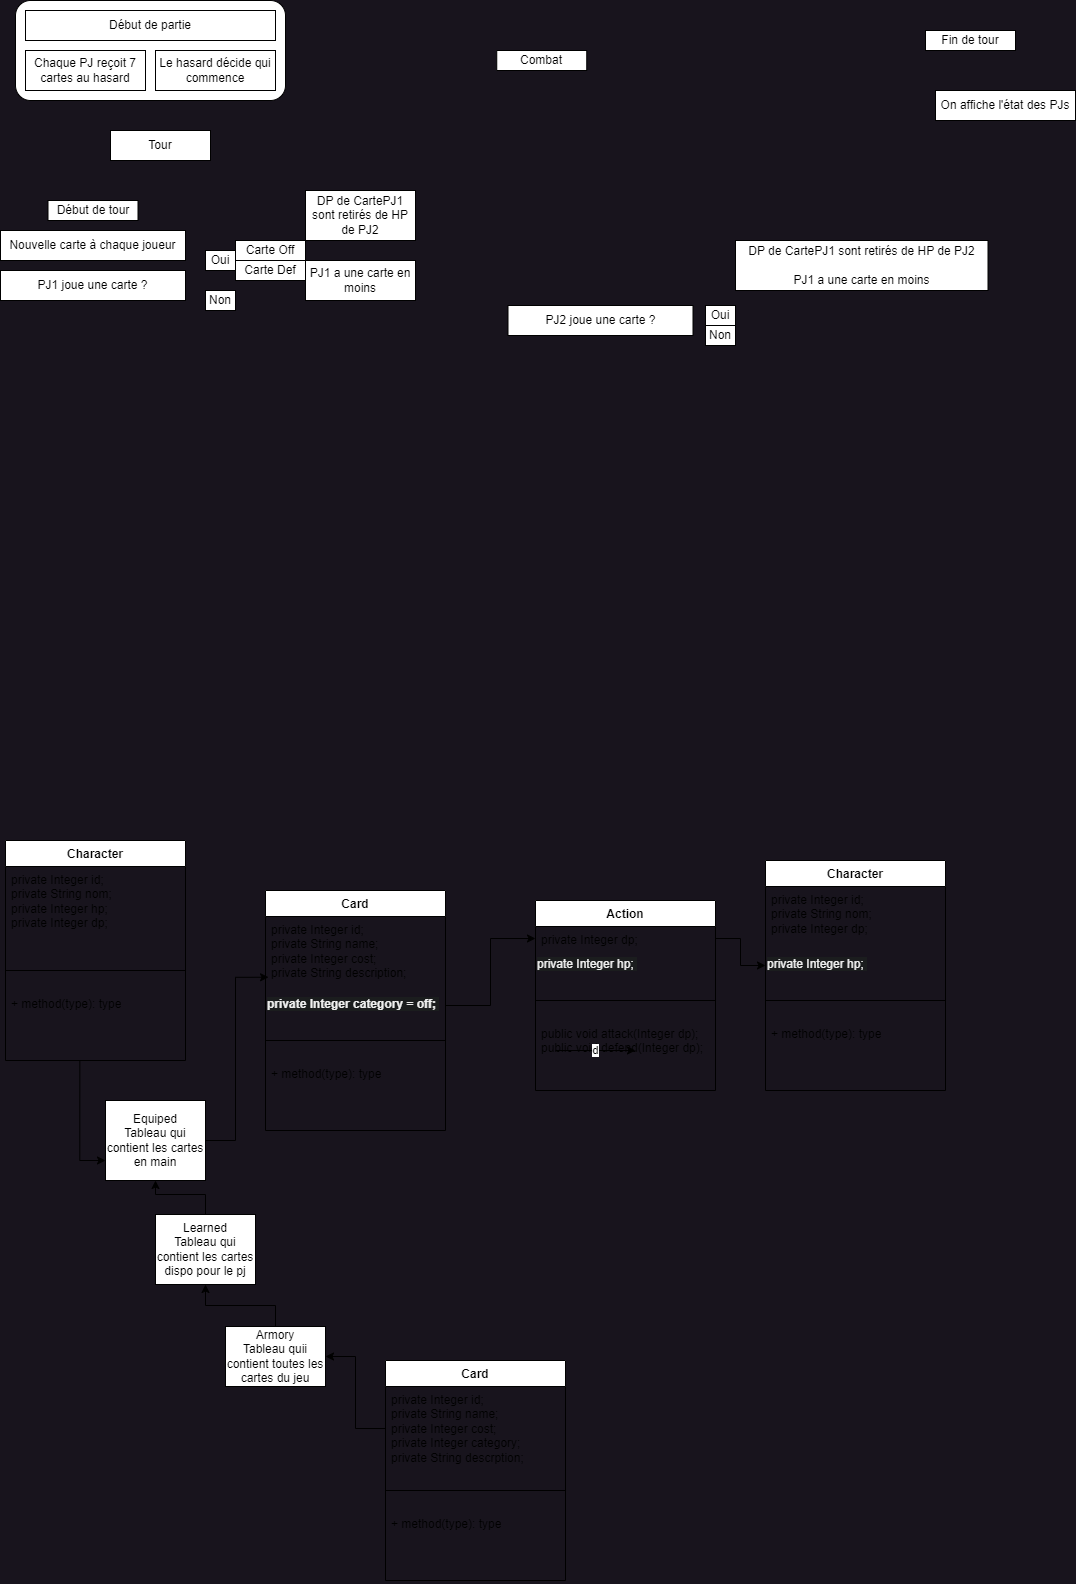 Début de partie
Chaque PJ reçoit 7
cartes au hasard
Le hasard décide qui
commence
Combat
Fin de tour
On affiche l'état des PJs
Tour
Début de tour
Nouvelle carte à chaque joueur
PJ1 joue une carte ?
Oui
Non
Carte Off
Carte Def
DP de CartePJ1
sont retirés de HP
de PJ2
PJ1 a une carte en
moins
DP de CartePJ1 sont retirés de HP de PJ2
PJ1 a une carte en moins
PJ2 joue une carte ?
Oui
Non
Character
private Integer id;
private String nom;
private Integer hp;
private Integer dp;
+ method(type): type
Card
private Integer id;
private String name;
private Integer cost;
private String description;
private Integer category = off;
+ method(type): type
Action
private Integer dp;
private Integer hp;
public void attack(Integer dp);
public void defend(Integer dp);
d
Character
private Integer id;
private String nom;
private Integer dp;
private Integer hp;
+ method(type): type
Equiped
Tableau qui
contient les cartes
en main
Learned
Tableau qui
contient les cartes
dispo pour le pj
Armory
Tableau quii
contient toutes les
cartes du jeu
Card
private Integer id;
private String name;
private Integer cost;
private Integer category;
private String descrption;
+ method(type): type